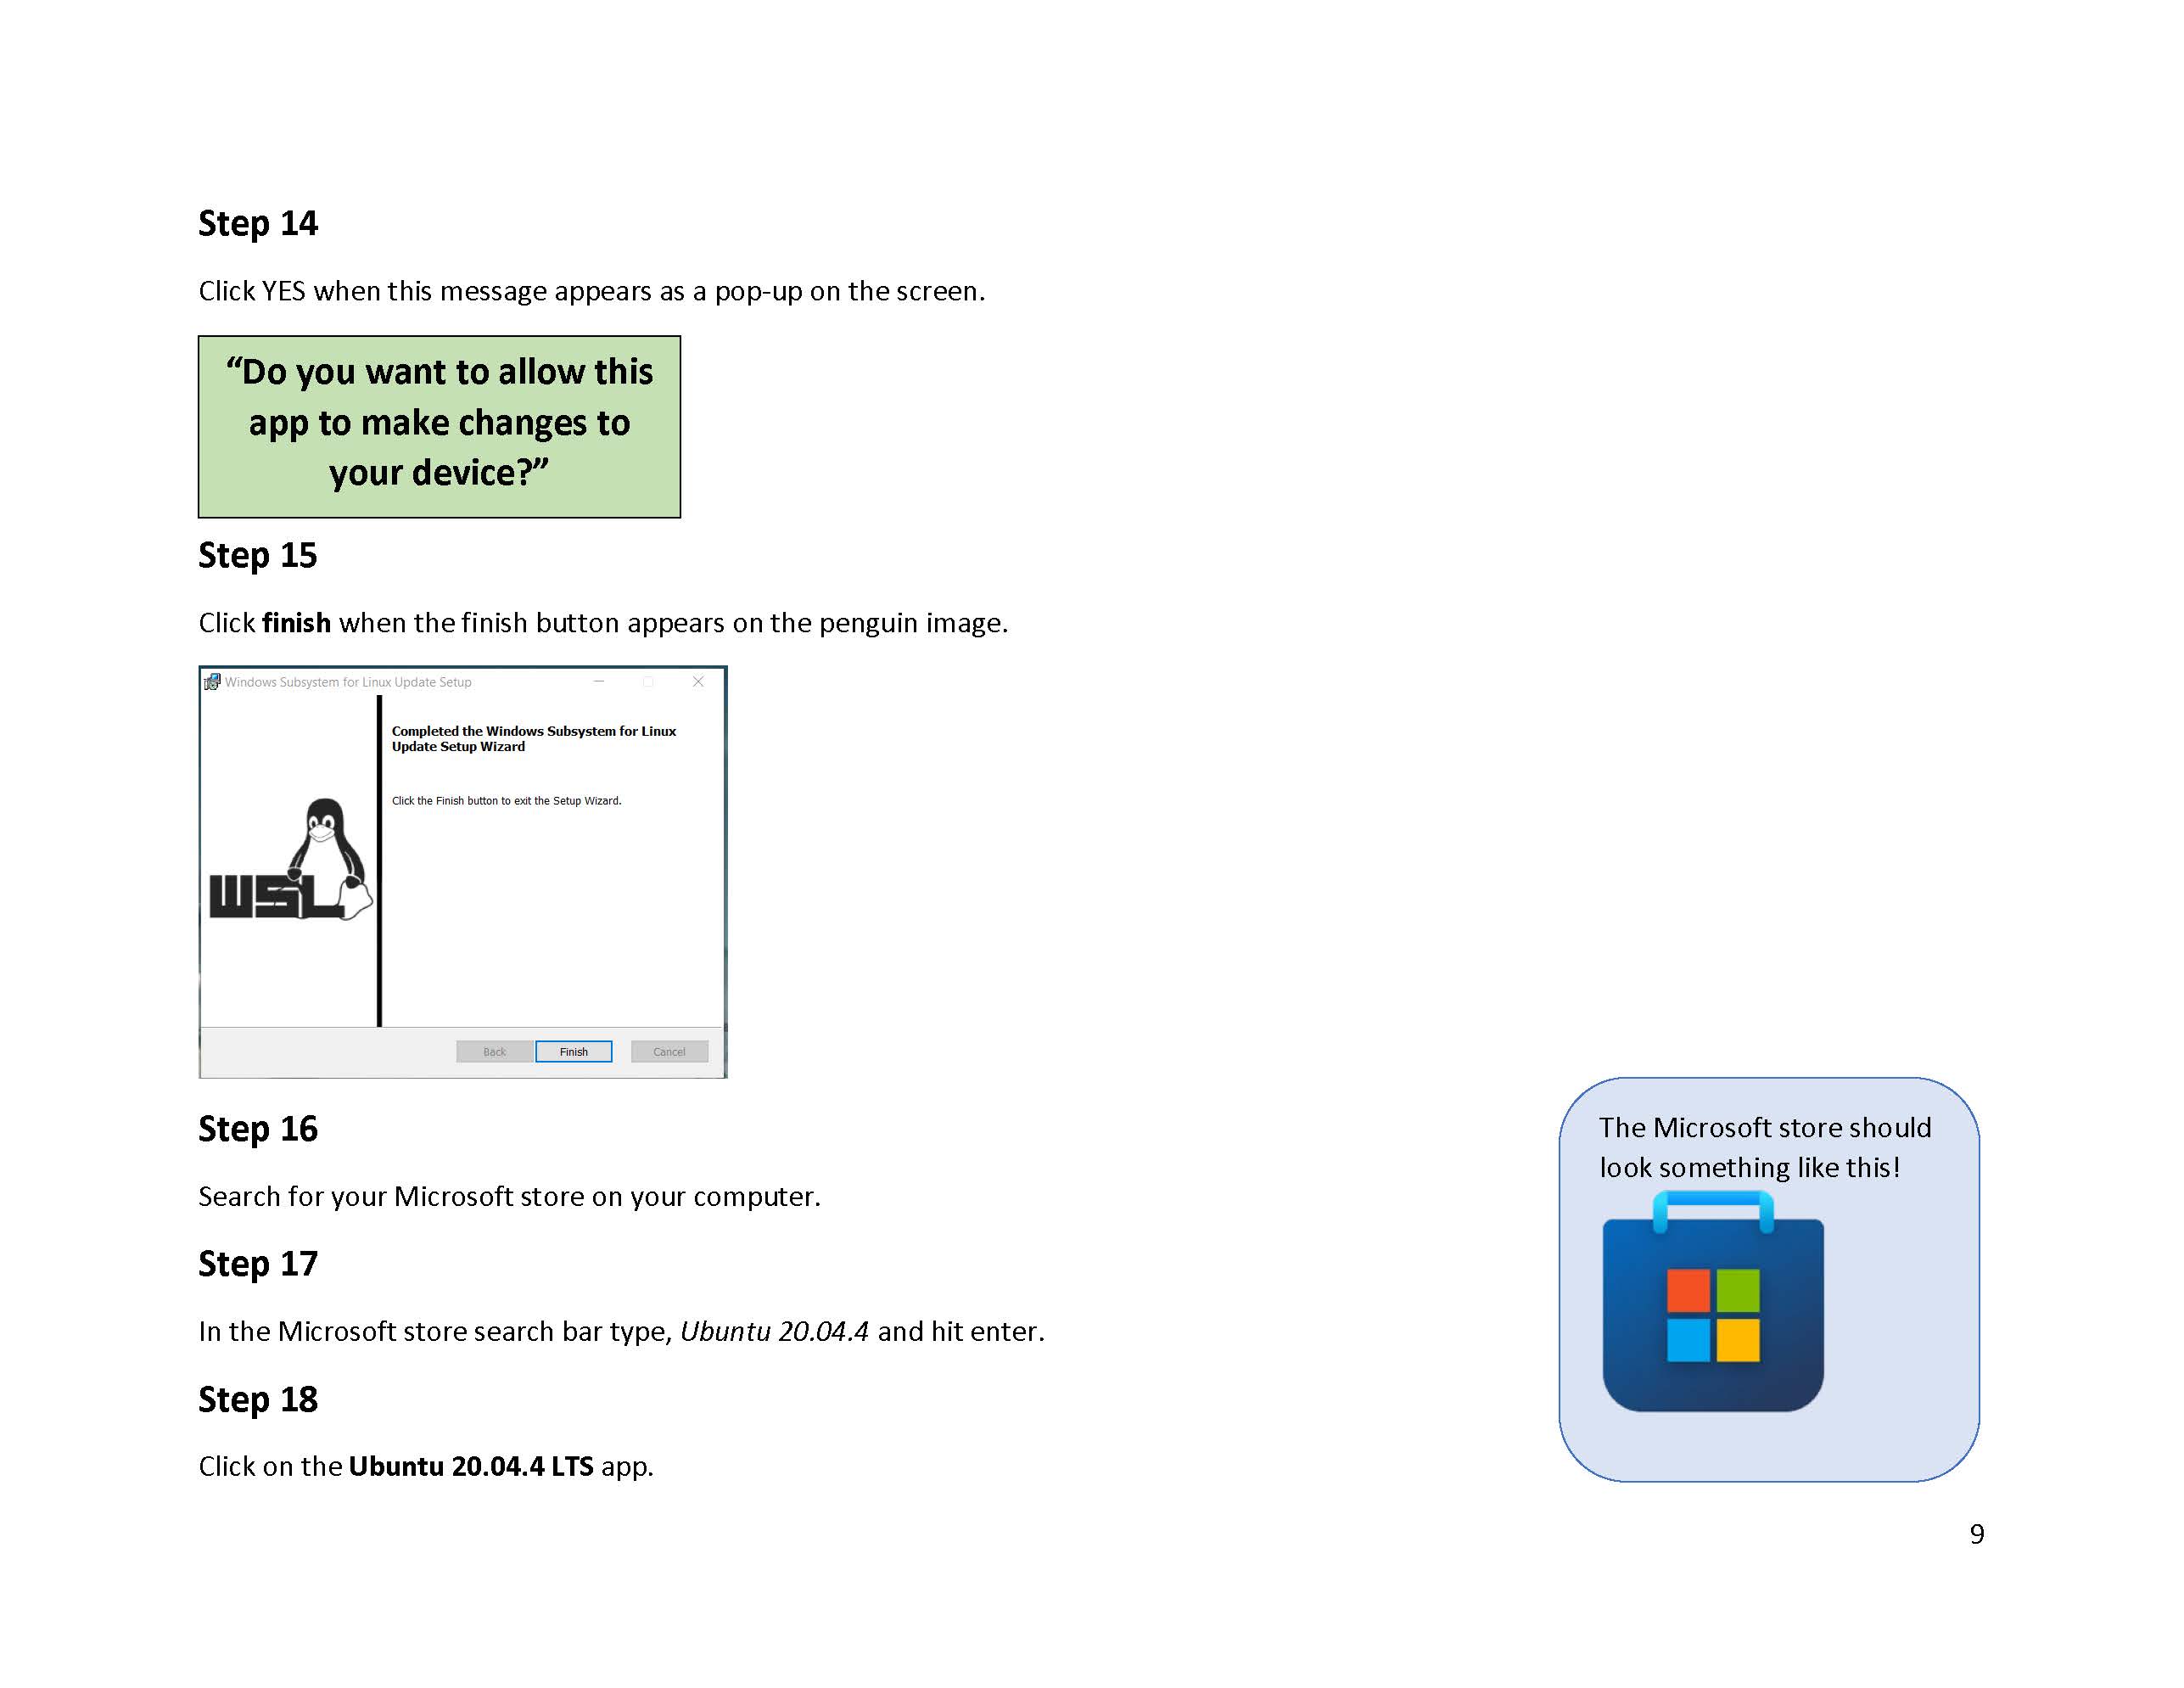 Step 14
Click YES when this message appears as a pop-up on the screen.
“Do you want to allow this
app to make changes to
your device?”
Step 15
Click finish when the finish button appears on the penguin image.
Windows Subsystem for Linux Update Setup
Completed the Windows Subsystem for Linux
Update Setup Wizard
Click the Finish button to exit the Setup Wizard.
WSL
Back Finish Cancel
Step 16
Search for your Microsoft store on your computer.
Step 17
In the Microsoft store search bar type, Ubuntu 20.04.4 and hit enter.
Step 18
Click on the Ubuntu 20.04.4 LTS app.
The Microsoft store should
look something like this!
9